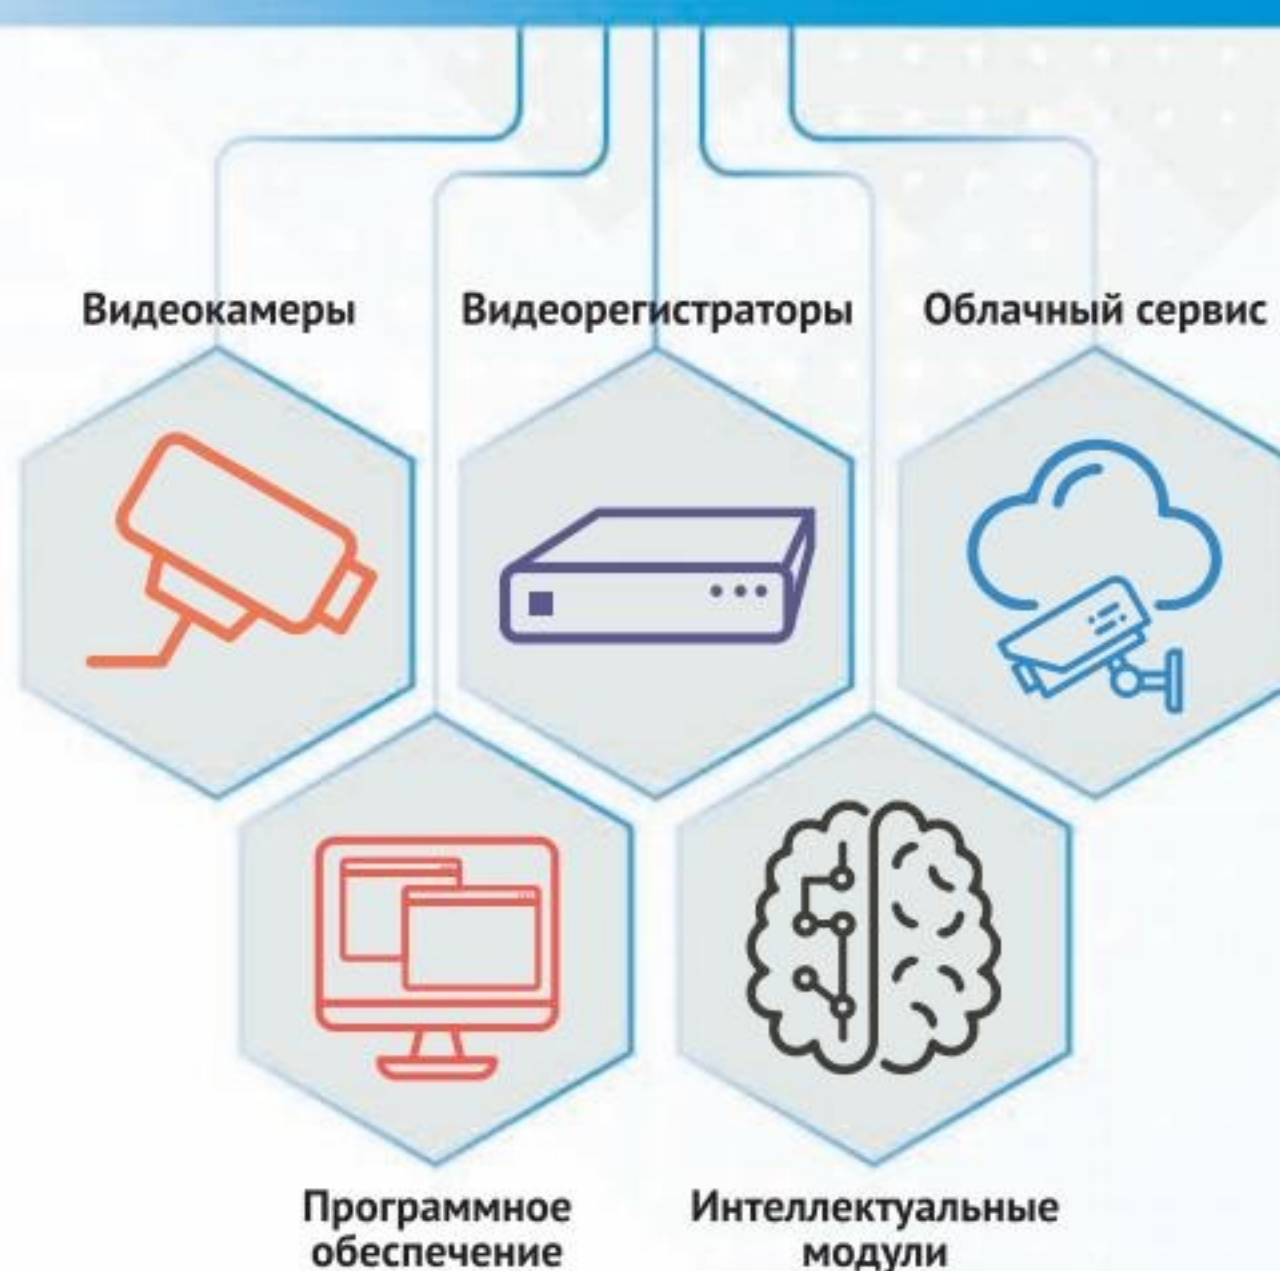 Видеокамеры
Видеорегистраторы
Облачный сервис
Программное
обеспечение
Интеллектуальные
модули